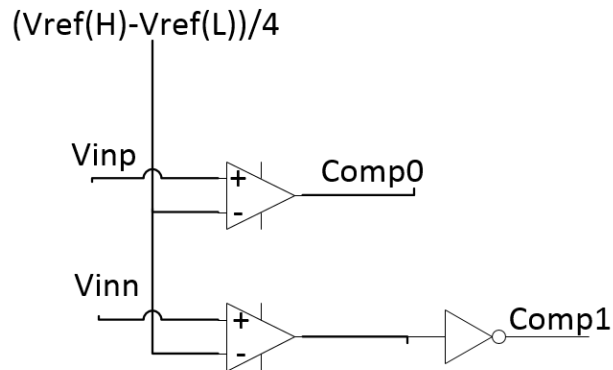 (Vref(H)-Vref(L))/4
Vinp
+
Comp0
-
Vinn
+
Comp1
-